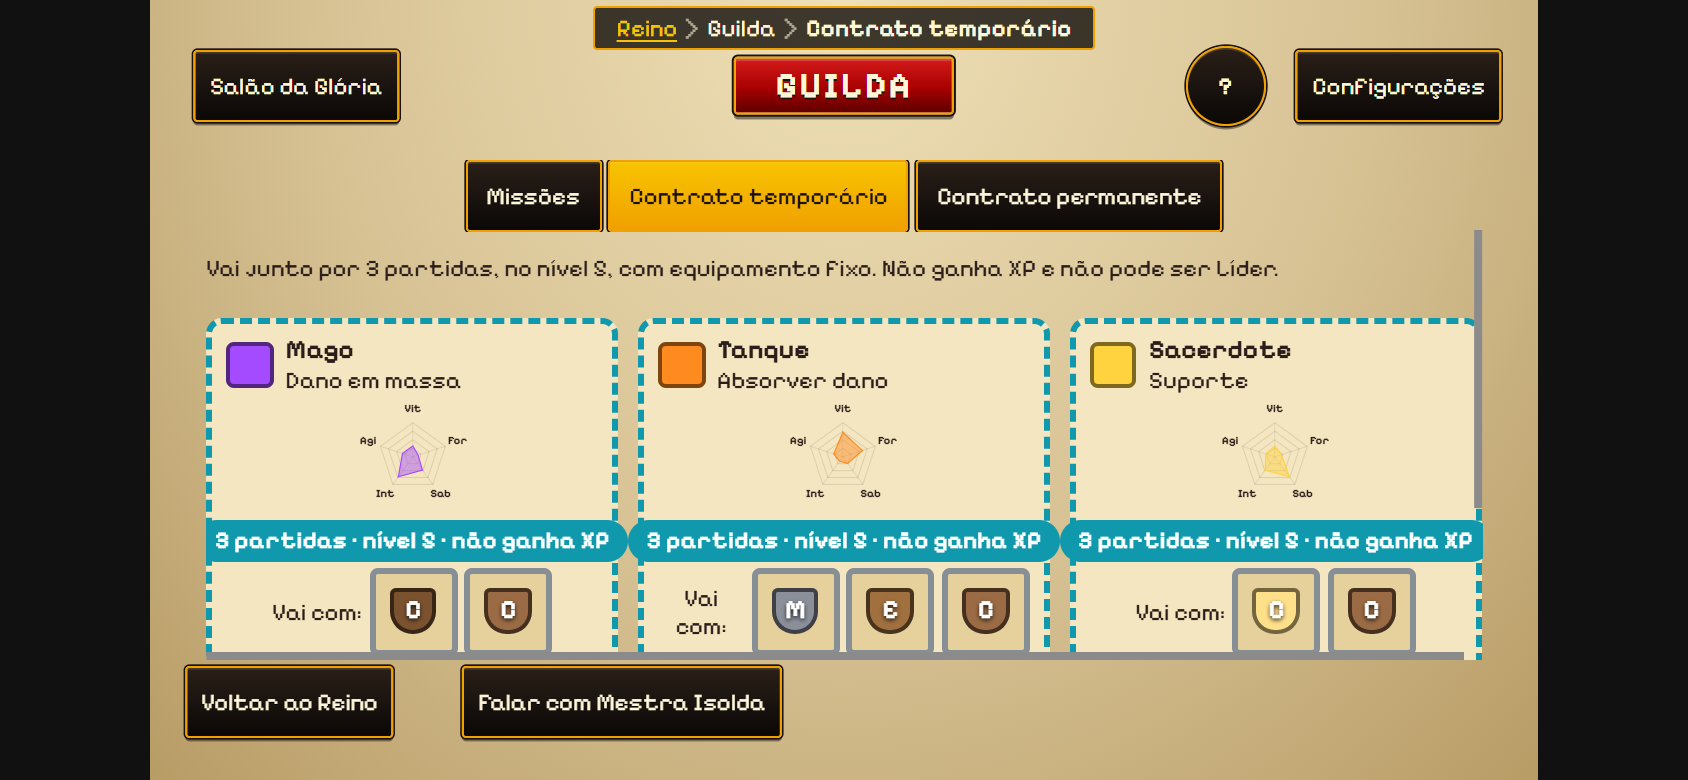 Reino > Guilda > Contrato temporário
Salão da Glória
GUILDA
?
Configurações
Missões
Contrato temporário
Contrato permanente
Vai junto por 3 partidas, no nível S, com equipamento fixo. Não ganha XP e não pode ser Líder.
Mago
Dano em massa
Vit
Agi
For
Int
Sab
3 partidas · nível S · não ganha XP
Vai com:
C
O
Tanque
Absorver dano
Vit
Agi
For
Int
Sab
3 partidas · nível S · não ganha XP
Vai
com:
M
E
O
Sacerdote
Suporte
Vit
Agi
For
Int
Sab
3 partidas · nível S · não ganha XP
Vai com:
C
O
Voltar ao Reino
Falar com Mestra Isolda